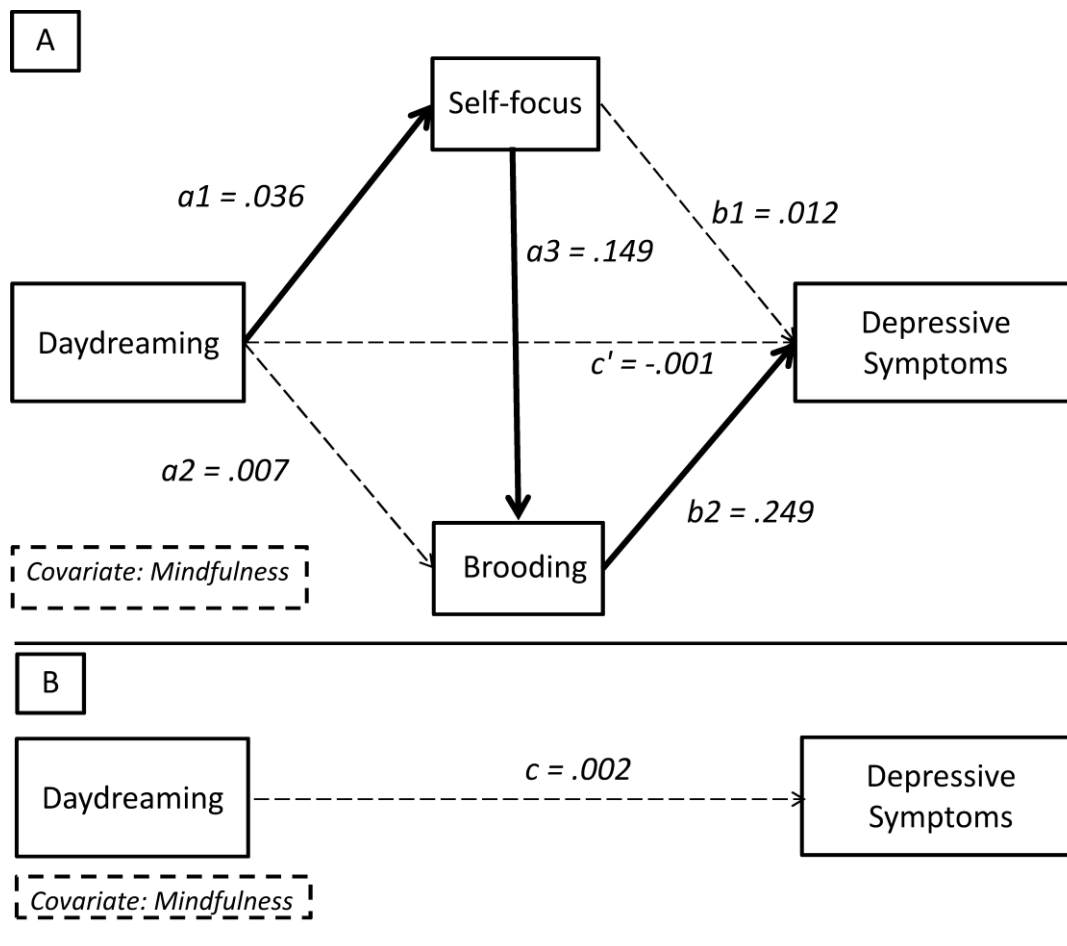 A
Self-focus
a1 = .036
b1 = .012
a3 = .149
Daydreaming
Depressive
Symptoms
c' = -.001
a2 = .007
b2 = .249
Brooding
Covariate: Mindfulness
B
Daydreaming
c = .002
Depressive
Symptoms
Covariate: Mindfulness